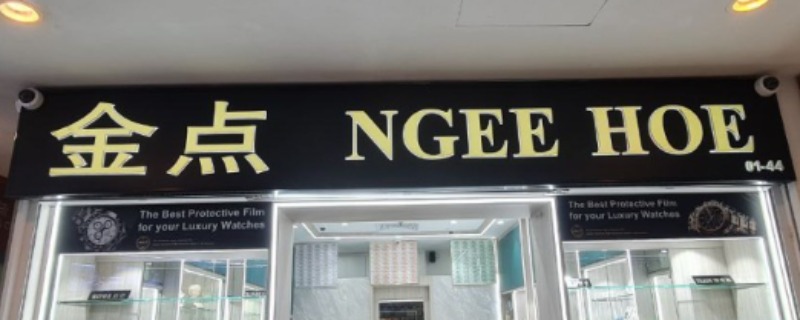 金点 NGEE HOE
01-44
The Best Protective Film
for your Luxury Watches
The Best Protective Film
for your Luxury Watches